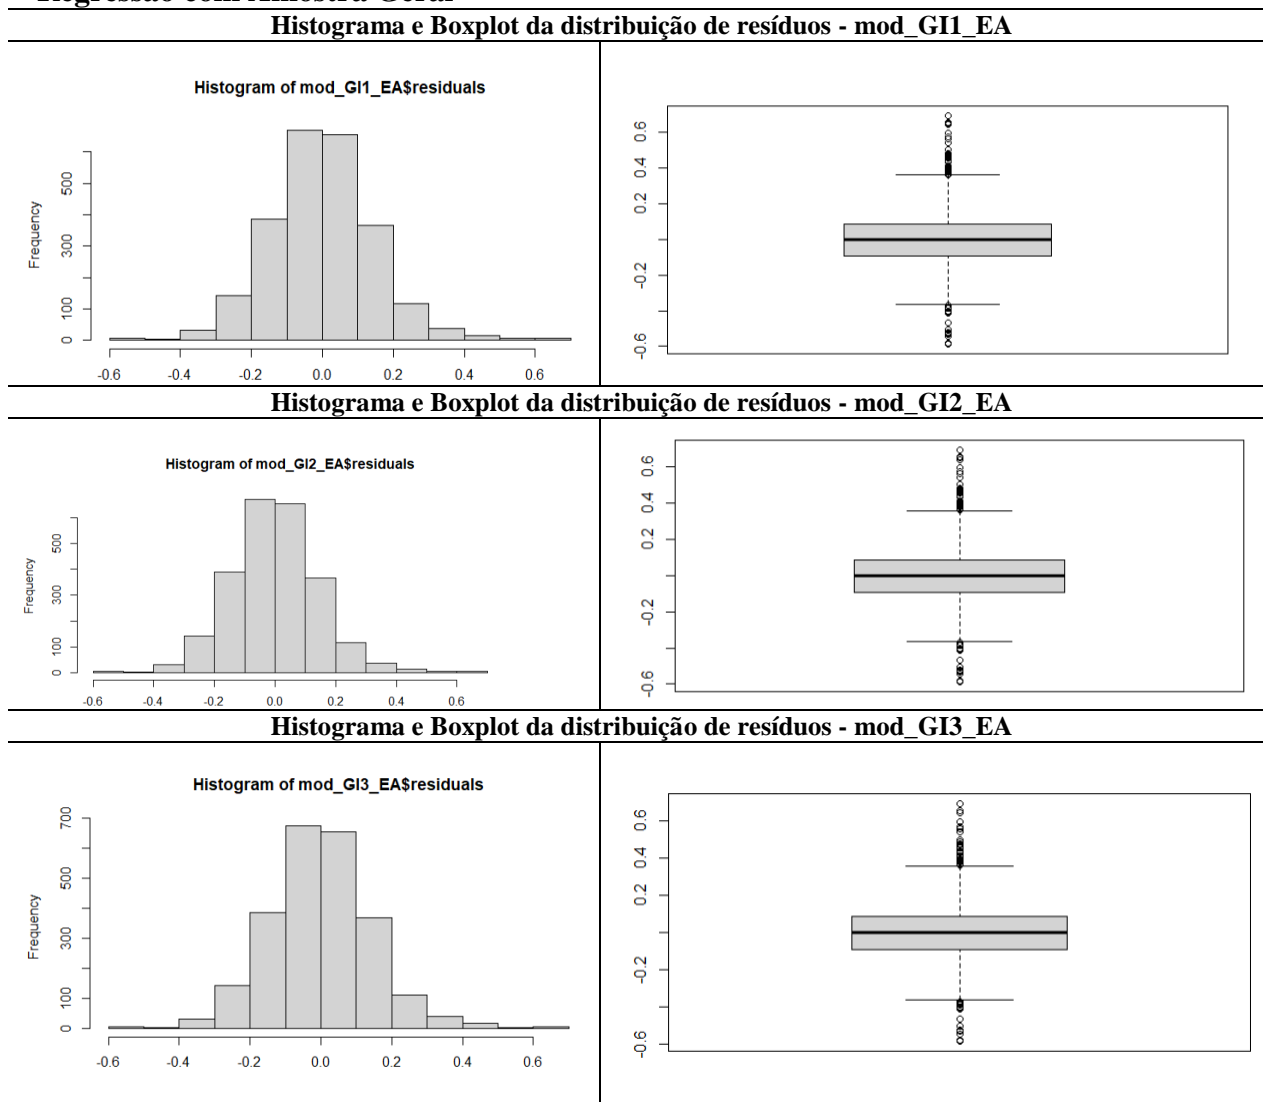 Regressão com Amostra Geral
Histograma e Boxplot da distribuição de resíduos - mod_GI1_EA
Histogram of mod_GI1_EA$residuals
Frequency
0 100 300 500
-0.6 -0.4 -0.2 0.0 0.2 0.4 0.6
-0.6 -0.2 0.2 0.4 0.6
Histograma e Boxplot da distribuição de resíduos - mod_GI2_EA
Histogram of mod_GI2_EA$residuals
Frequency
0 100 300 500
-0.6 -0.4 -0.2 0.0 0.2 0.4 0.6
-0.6 -0.2 0.2 0.4 0.6
Histograma e Boxplot da distribuição de resíduos - mod_GI3_EA
Histogram of mod_GI3_EA$residuals
Frequency
0 100 300 500 700
-0.6 -0.4 -0.2 0.0 0.2 0.4 0.6
-0.6 -0.2 0.2 0.4 0.6